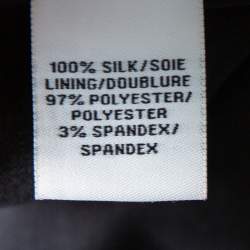 100% SILK/SOIE
LINING/DOUBLURE
97% POLYESTER/
POLYESTER
3% SPANDEX/
SPANDEX